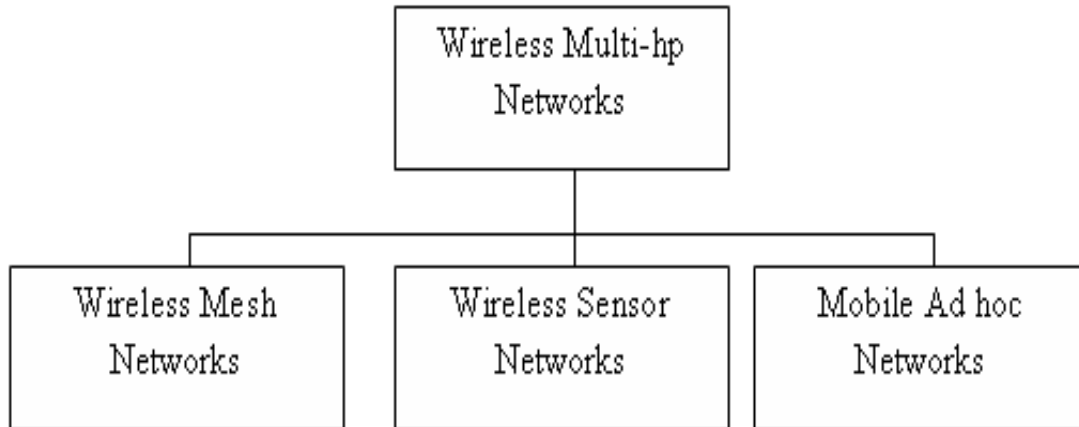 Wireless Multi-hp
Networks
Wireless Mesh
Networks
Wireless Sensor
Networks
Mobile Ad hoc
Networks